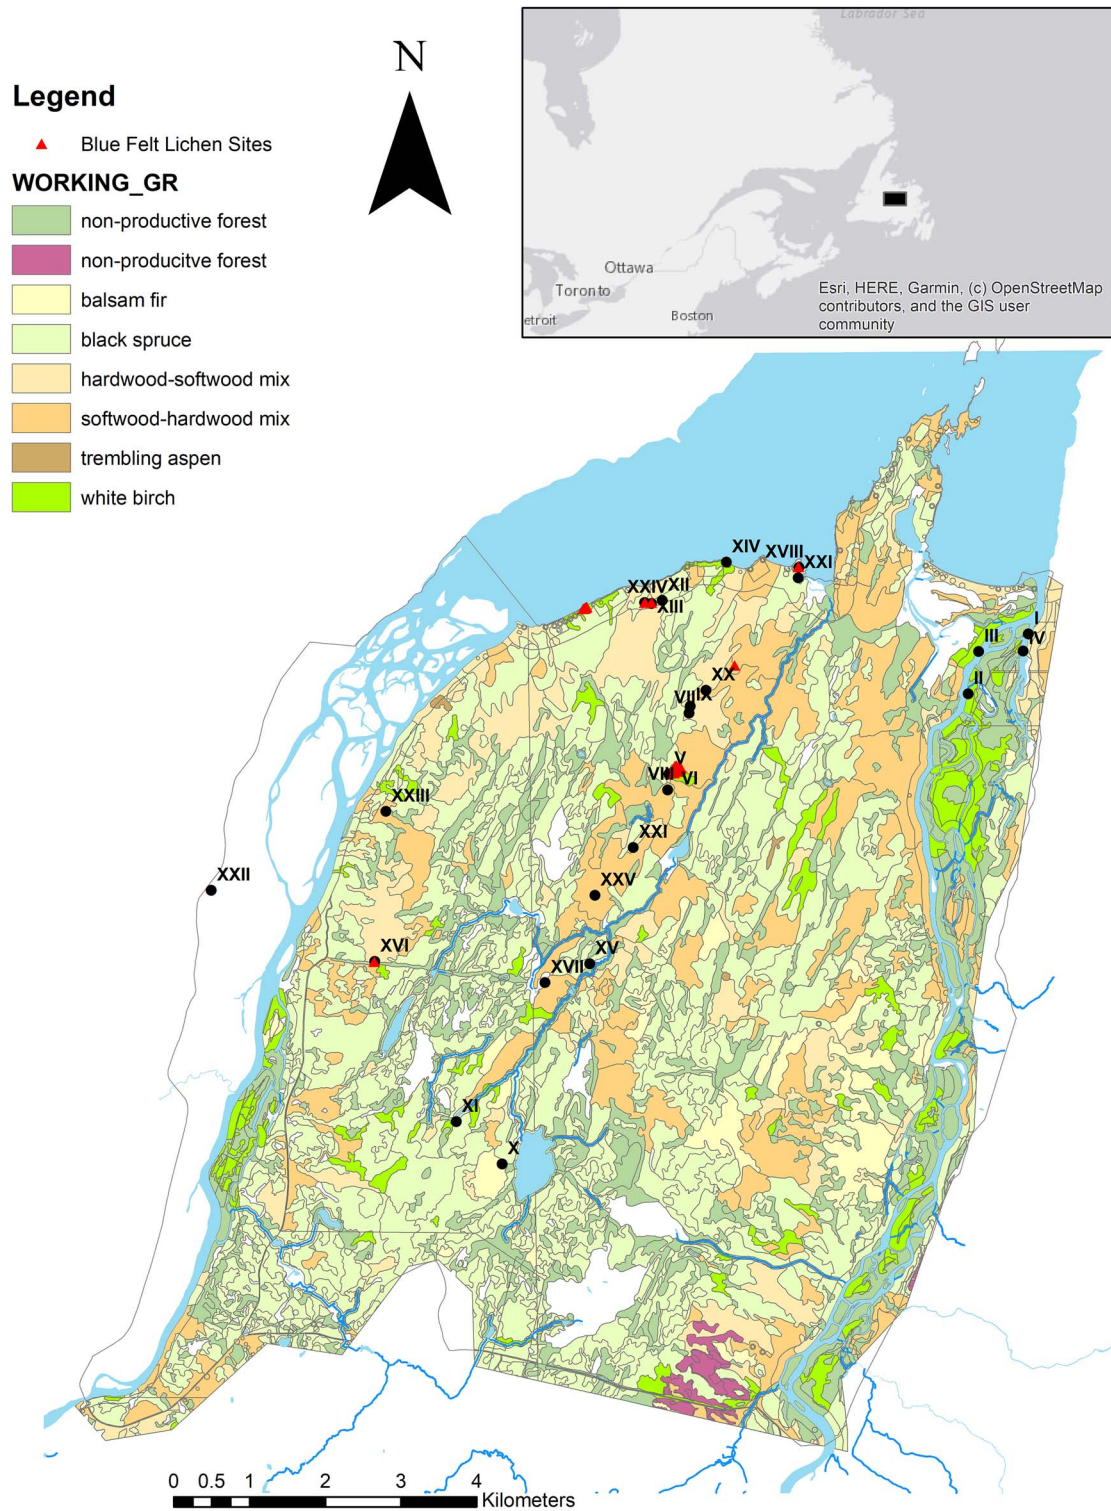 Labrador Sea
N
Legend
Blue Felt Lichen Sites
WORKING_GR
non-productive forest
non-producitve forest
balsam fir
black spruce
hardwood-softwood mix
softwood-hardwood mix
trembling aspen
white birch
Ottawa
Toronto
etroit
Boston
Esri, HERE, Garmin, (c) OpenStreetMap
contributors, and the GIS user
community
XIV
XVIII
XXI
XXIV
XII
XIII
I
III
IV
II
XX
VII
IX
V
VIII
VI
XXIII
XXI
XXII
XXV
XVI
XV
XVII
XI
X
0 0.5 1 2 3 4
Kilometers